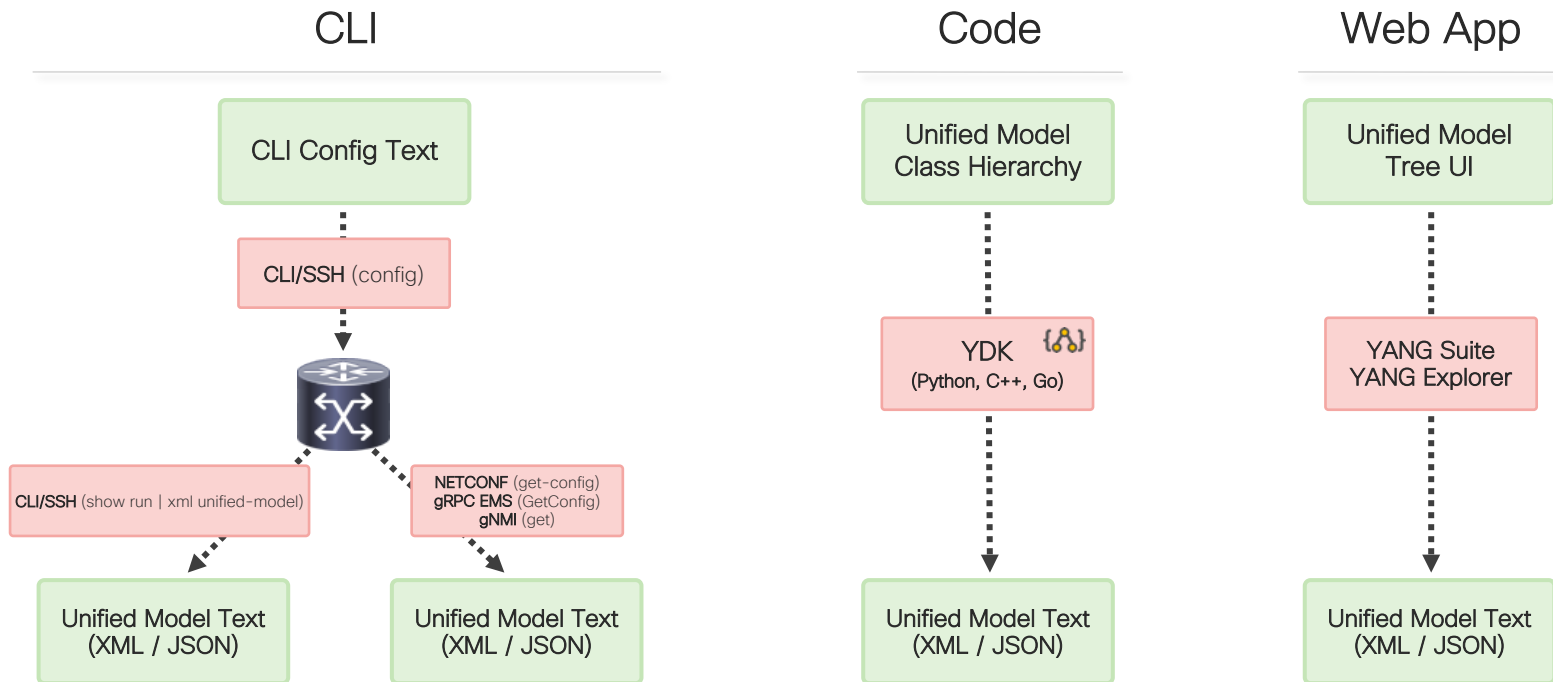 CLI
Code
Web App
CLI Config Text
Unified Model
Class Hierarchy
Unified Model
Tree UI
CLI/SSH (config)
YDK
(Python, C++, Go)
YANG Suite
YANG Explorer
CLI/SSH (show run | xml unified-model)
NETCONF (get-config)
gRPC EMS (GetConfig)
gNMI (get)
Unified Model Text
(XML / JSON)
Unified Model Text
(XML / JSON)
Unified Model Text
(XML / JSON)
Unified Model Text
(XML / JSON)